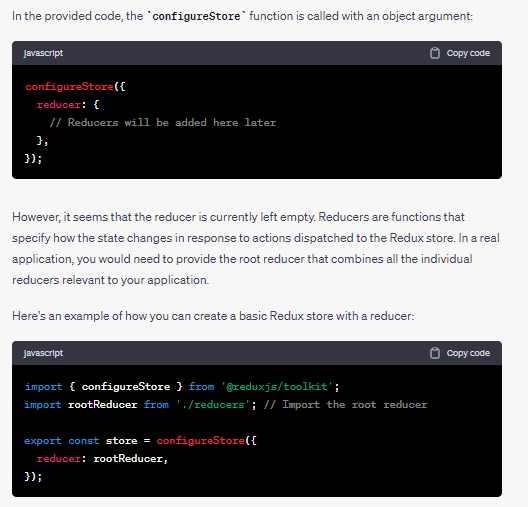 In the provided code, the `configureStore` function is called with an object argument:
javascript
Copy code
configureStore({
  reducer: {
    // Reducers will be added here later
  },
});
However, it seems that the reducer is currently left empty. Reducers are functions that
specify how the state changes in response to actions dispatched to the Redux store. In a real
application, you would need to provide the root reducer that combines all the individual
reducers relevant to your application.
Here's an example of how you can create a basic Redux store with a reducer:
javascript
Copy code
import { configureStore } from '@reduxjs/toolkit';
import rootReducer from './reducers'; // Import the root reducer
export const store = configureStore({
  reducer: rootReducer,
});